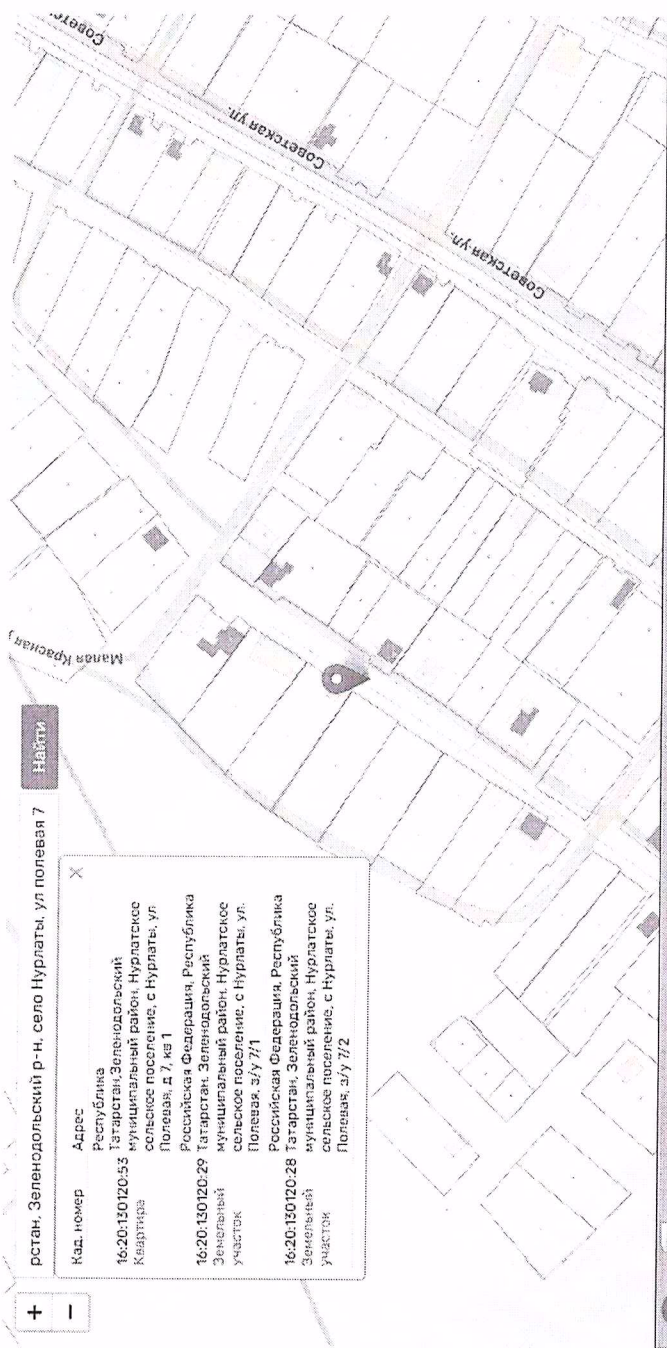 +
−
рстан, Зеленодольский р-н, село Нурлаты, ул полевая 7
Найти
Кад. номер Адрес
X
Республика
16:20:130120:53 Татарстан,Зеленодольский
Квартира муниципальный район, Нурлатское
сельское поселение, с Нурлаты, ул
Полевая, д 7, кв 1
Российская Федерация, Республика
16:20:130120:29 Татарстан, Зеленодольский
Земельный муниципальный район, Нурлатское
участок сельское поселение, с Нурлаты, ул.
Полевая, з/у 7/1
Российская Федерация, Республика
16:20:130120:28 Татарстан, Зеленодольский
Земельный муниципальный район, Нурлатское
участок сельское поселение, с Нурлаты, ул.
Полевая, з/у 7/2
Малая Красная
Советская ул.
Советская ул.
Советская